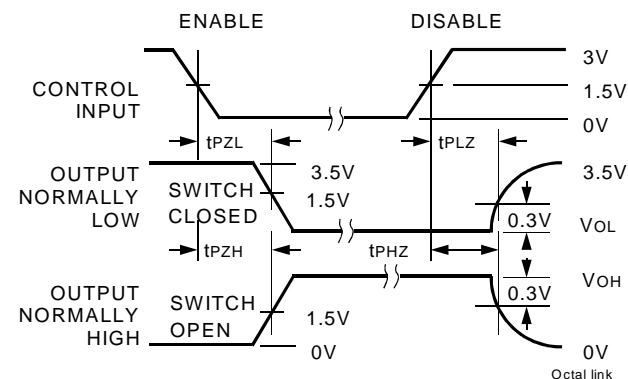 ENABLE DISABLE
CONTROL INPUT
3V
1.5V
0V
tPZL tPLZ
OUTPUT NORMALLY LOW
SWITCH CLOSED
3.5V
1.5V
3.5V
0.3V
VOL
tPZH tPHZ
OUTPUT NORMALLY HIGH
SWITCH OPEN
1.5V
0V
VOH
0.3V
0V
Octal link